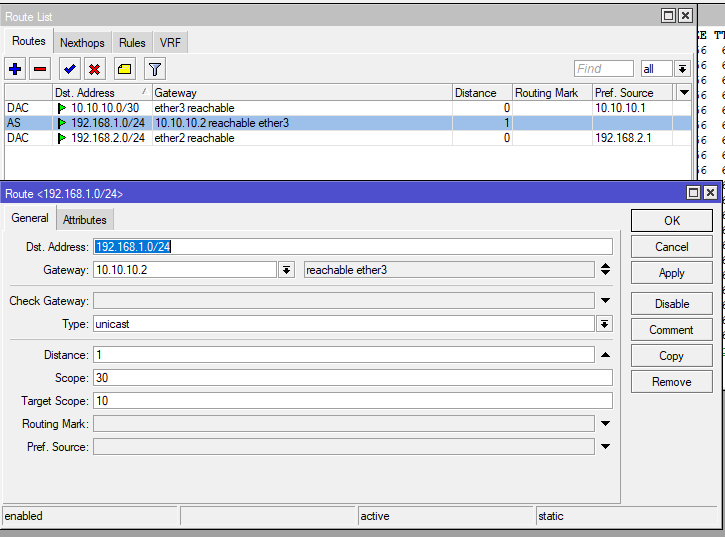 Route List
Routes Nexthops Rules VRF
Find all
Dst. Address Gateway Distance Routing Mark Pref. Source
DAC 10.10.10.0/30 ether3 reachable 0 10.10.10.1
AS 192.168.1.0/24 10.10.10.2 reachable ether3 1
DAC 192.168.2.0/24 ether2 reachable 0 192.168.2.1
Route <192.168.1.0/24>
General Attributes
Dst. Address: 192.168.1.0/24
Gateway: 10.10.10.2 reachable ether3
Check Gateway:
Type: unicast
Distance: 1
Scope: 30
Target Scope: 10
Routing Mark:
Pref. Source:
OK
Cancel
Apply
Disable
Comment
Copy
Remove
enabled active static